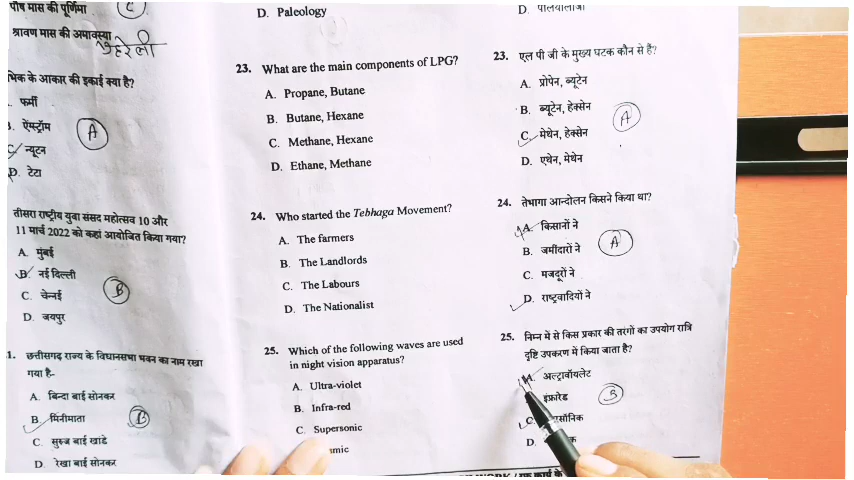 पौष मास की पूर्णिमा
C
श्रावण मास की अमावस्या
हरेली
भिक के आकार की इकाई क्या है?
फर्मी
B. ऐंग्स्ट्रॉम
A
C. न्यूटन
D. टेटा
तीसरा राष्ट्रीय युवा संसद महोत्सव 10 और
11 मार्च 2022 को कहां आयोजित किया गया?
A. मुंबई
B. नई दिल्ली
C. चेन्नई
B
D. जयपुर
1. छत्तीसगढ़ राज्य के विधानसभा भवन का नाम रखा
गया है-
A. बिन्दा बाई सोनकर
B. मिनीमाता
B
C. सुरुज बाई खांडे
D. रेखा बाई सोनकर
D. Paleology
23. What are the main components of LPG?
A. Propane, Butane
B. Butane, Hexane
C. Methane, Hexane
D. Ethane, Methane
24. Who started the Tebhaga Movement?
A. The farmers
B. The Landlords
C. The Labours
D. The Nationalist
25. Which of the following waves are used
in night vision apparatus?
A. Ultra-violet
B. Infra-red
C. Supersonic
mic
D. पेलियोलॉजी
23. एल पी जी के मुख्य घटक कौन से है?
A. प्रोपेन, ब्यूटेन
B. ब्यूटेन, हेक्सेन
A
C. मेथेन, हेक्सेन
D. एथेन, मेथेन
24. तेभागा आन्दोलन किसने किया था?
A. किसानों ने
B. जमींदारों ने
A
C. मजदूरों ने
D. राष्ट्रवादियों ने
25. निम्न में से किस प्रकार की तरंगों का उपयोग रात्रि
दृष्टि उपकरण में किया जाता है?
A. अल्ट्रावॉयलेट
इंफ्रारेड
B
C
सोनिक
D.
क
WORK / रफ कार्य के